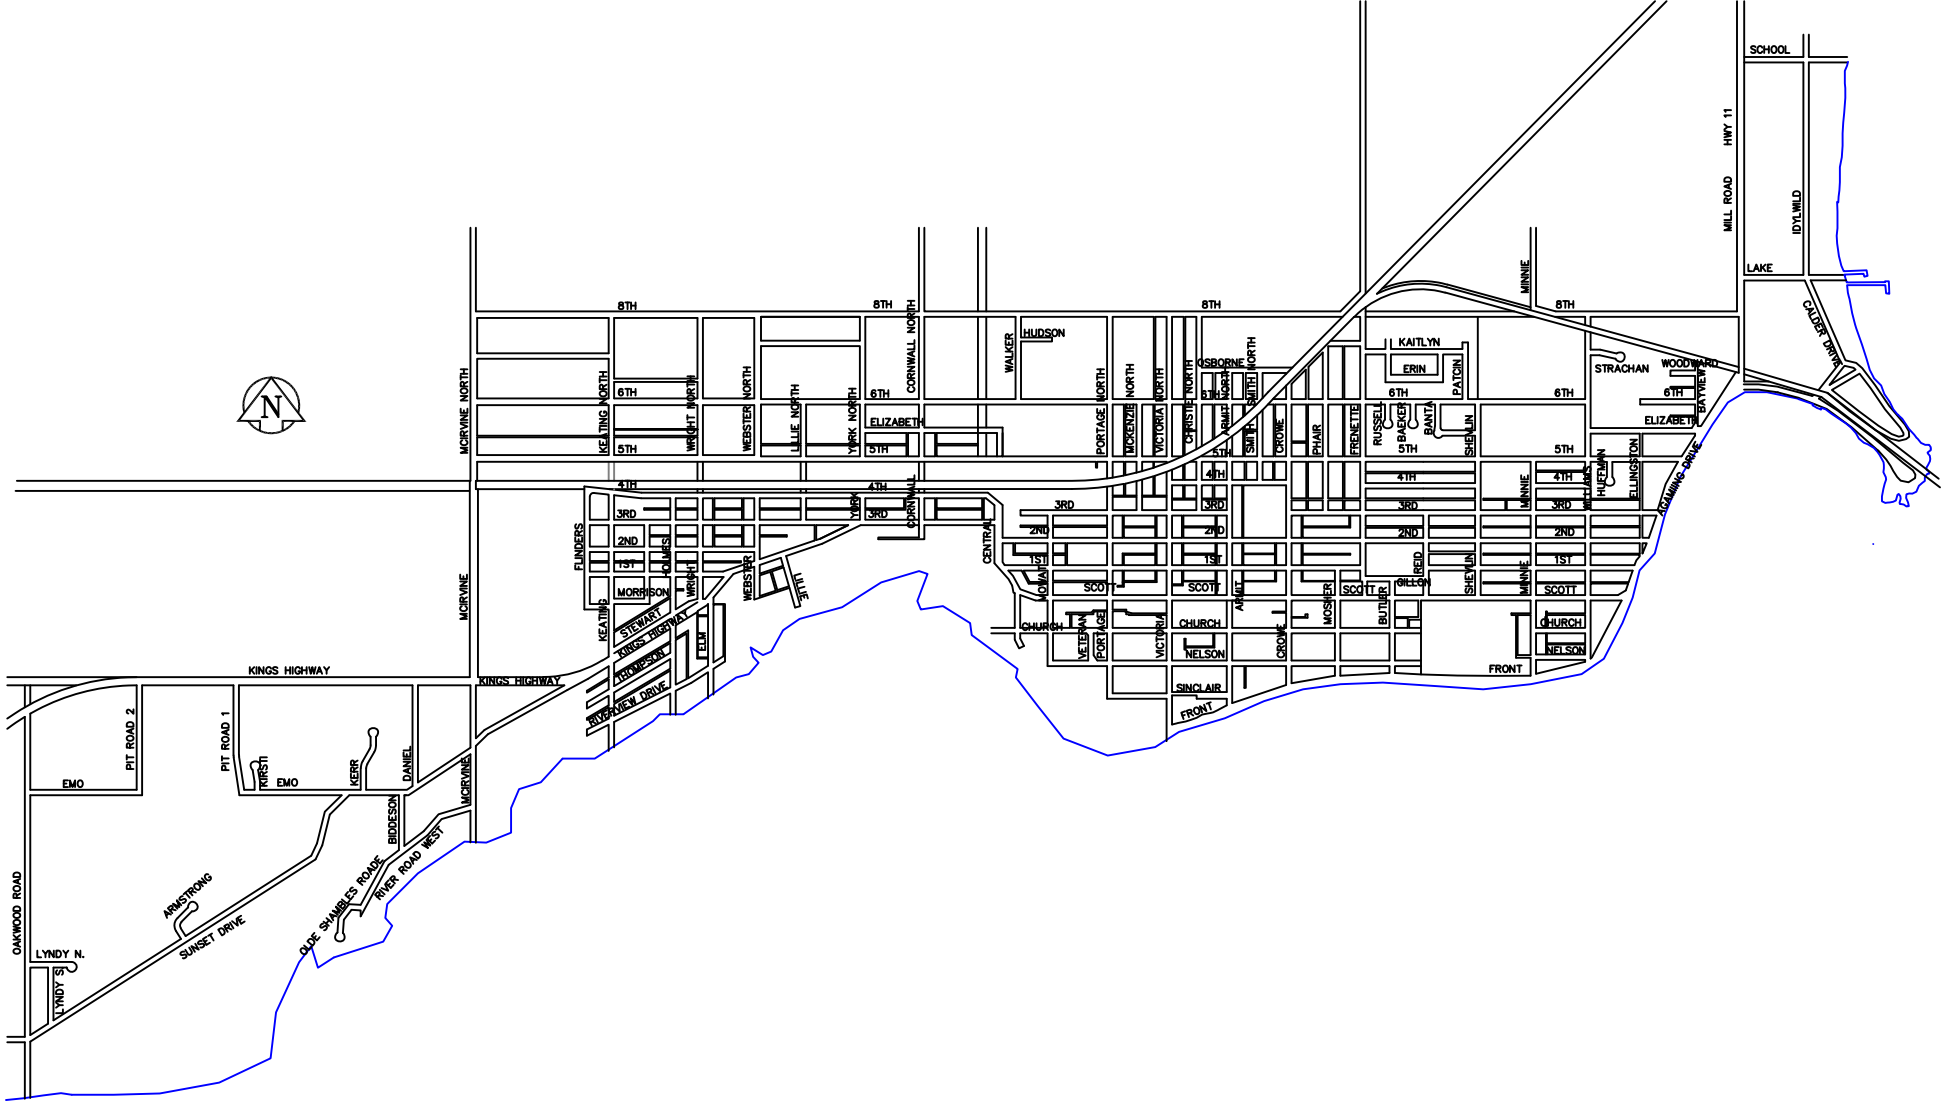 SCHOOL
HWY 11
MILL ROAD
IDYLWILD
LAKE
MINNIE
CALDER DRIVE
8TH
8TH
8TH
8TH
CORNWALL NORTH
WALKER
HUDSON
KAITLYN
ERIN
PATCIN
STRACHAN
WOODWARD
OSBORNE
SMITH NORTH
MCIRVINE NORTH
KEATING NORTH
6TH
WRIGHT NORTH
WEBSTER NORTH
LILLIE NORTH
YORK NORTH
6TH
ELIZABETH
PORTAGE NORTH
MCKENZIE NORTH
VICTORIA NORTH
CHRISTIE NORTH
6TH
ARMIT NORTH
SMITH
CROWE
PHAIR
FRENETTE
RUSSELL
6TH
BAEKER
BANTA
SHEVLIN
6TH
6TH
BAYVIEW
ELIZABETH
N
5TH
5TH
5TH
5TH
5TH
HUFFMAN
ELLINGSTON
AGAMIING DRIVE
4TH
4TH
4TH
4TH
4TH
CORNWALL
YORK
MINNIE
WILLIAMS
3RD
3RD
3RD
3RD
3RD
3RD
FLINDERS
2ND
HOLMES
CENTRAL
2ND
2ND
2ND
2ND
1ST
WRIGHT
WEBSTER
LILLIE
1ST
1ST
REID
1ST
MCIRVINE
MORRISON
MOWAT
SCOTT
SCOTT
ARMIT
MOSHER
SCOTT
BUTLER
GILLON
SHEVLIN
MINNIE
SCOTT
KEATING
STEWART
KINGS HIGHWAY
ELM
CHURCH
VETERAN
PORTAGE
VICTORIA
CHURCH
CROWE
CHURCH
THOMPSON
NELSON
NELSON
KINGS HIGHWAY
KINGS HIGHWAY
FRONT
RIVERVIEW DRIVE
SINCLAIR
FRONT
PIT ROAD 2
PIT ROAD 1
KIRSTI
KERR
DANIEL
MCIRVINE
EMO
EMO
BIDDESON
RIVER ROAD WEST
OLDE SHAMBLES ROADE
ARMSTRONG
SUNSET DRIVE
OAKWOOD ROAD
LYNDY N.
LYNDY S